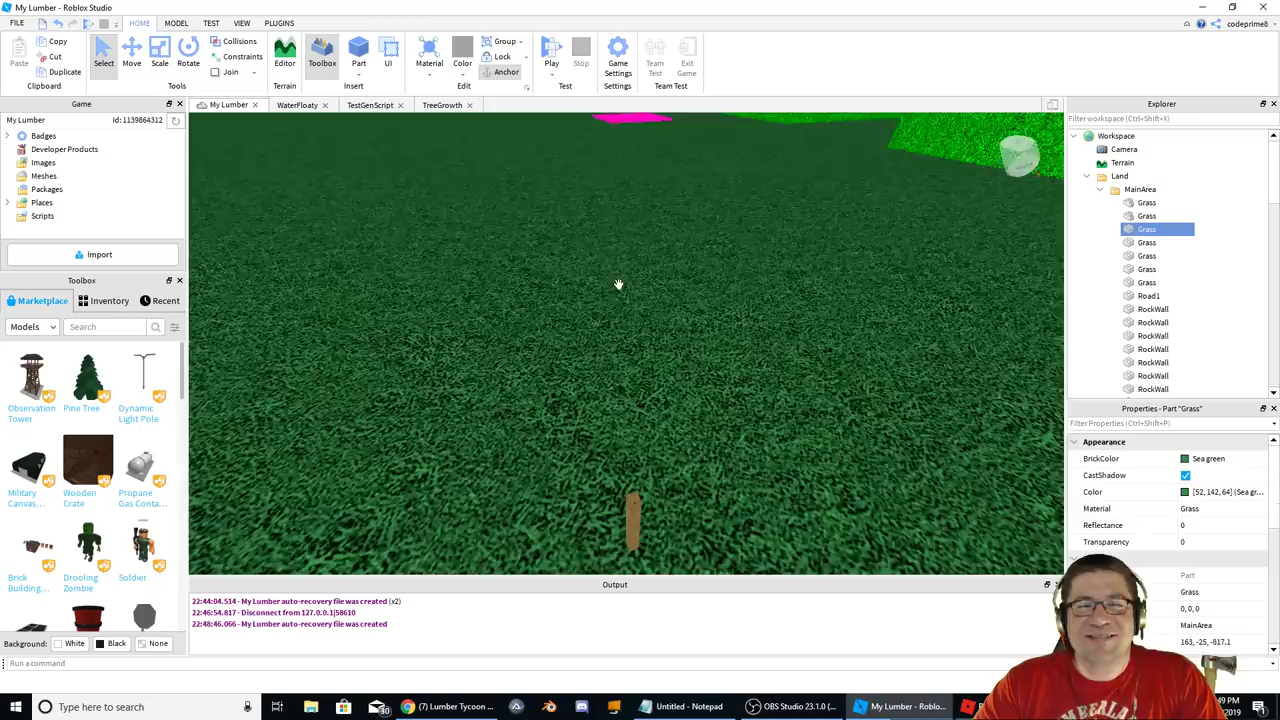 My Lumber - Roblox Studio
FILE
HOME
MODEL
TEST
VIEW
PLUGINS
codeprime8
Paste
Copy
Cut
Duplicate
Clipboard
Select
Move
Scale
Rotate
Collisions
Constraints
Join
Tools
Editor
Terrain
Toolbox
Part
UI
Insert
Material
Color
Group
Lock
Anchor
Edit
Play
Stop
Test
Game Settings
Settings
Team Test
Exit Game
Team Test
Game
My Lumber
WaterFloaty
TestGenScript
TreeGrowth
Explorer
My Lumber
Id: 1139864312
Filter workspace (Ctrl+Shift+X)
Badges
Developer Products
Images
Meshes
Packages
Places
Scripts
Import
Toolbox
Marketplace
Inventory
Recent
Models
Search
Observation Tower
Pine Tree
Dynamic Light Pole
Military Canvas...
Wooden Crate
Propane Gas Conta...
Brick Building...
Drooling Zombie
Soldier
Background:
White
Black
None
Workspace
Camera
Terrain
Land
MainArea
Grass
Grass
Grass
Grass
Grass
Grass
Grass
Road1
RockWall
RockWall
RockWall
RockWall
RockWall
RockWall
RockWall
Properties - Part "Grass"
Filter Properties (Ctrl+Shift+P)
Appearance
BrickColor
Sea green
CastShadow
Color
[52, 142, 64] (Sea gr...
Material
Grass
Reflectance
0
Transparency
0
Part
Grass
0, 0, 0
MainArea
163, -25, -817.1
Output
22:44:04.514 - My Lumber auto-recovery file was created (x2)
22:46:54.817 - Disconnect from 127.0.0.1|58610
22:48:46.066 - My Lumber auto-recovery file was created
Run a command
Type here to search
30
(7) Lumber Tycoon ...
Untitled - Notepad
OBS Studio 23.1.0 (...
My Lumber - Roblo...
:49 PM
/2019
1